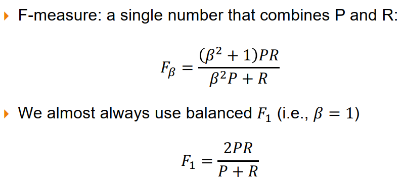 ▸ F-measure: a single number that combines P and R:
F_β = (β² + 1)PR / β²P + R
▸ We almost always use balanced F₁ (i.e., β = 1)
F₁ = 2PR / P + R